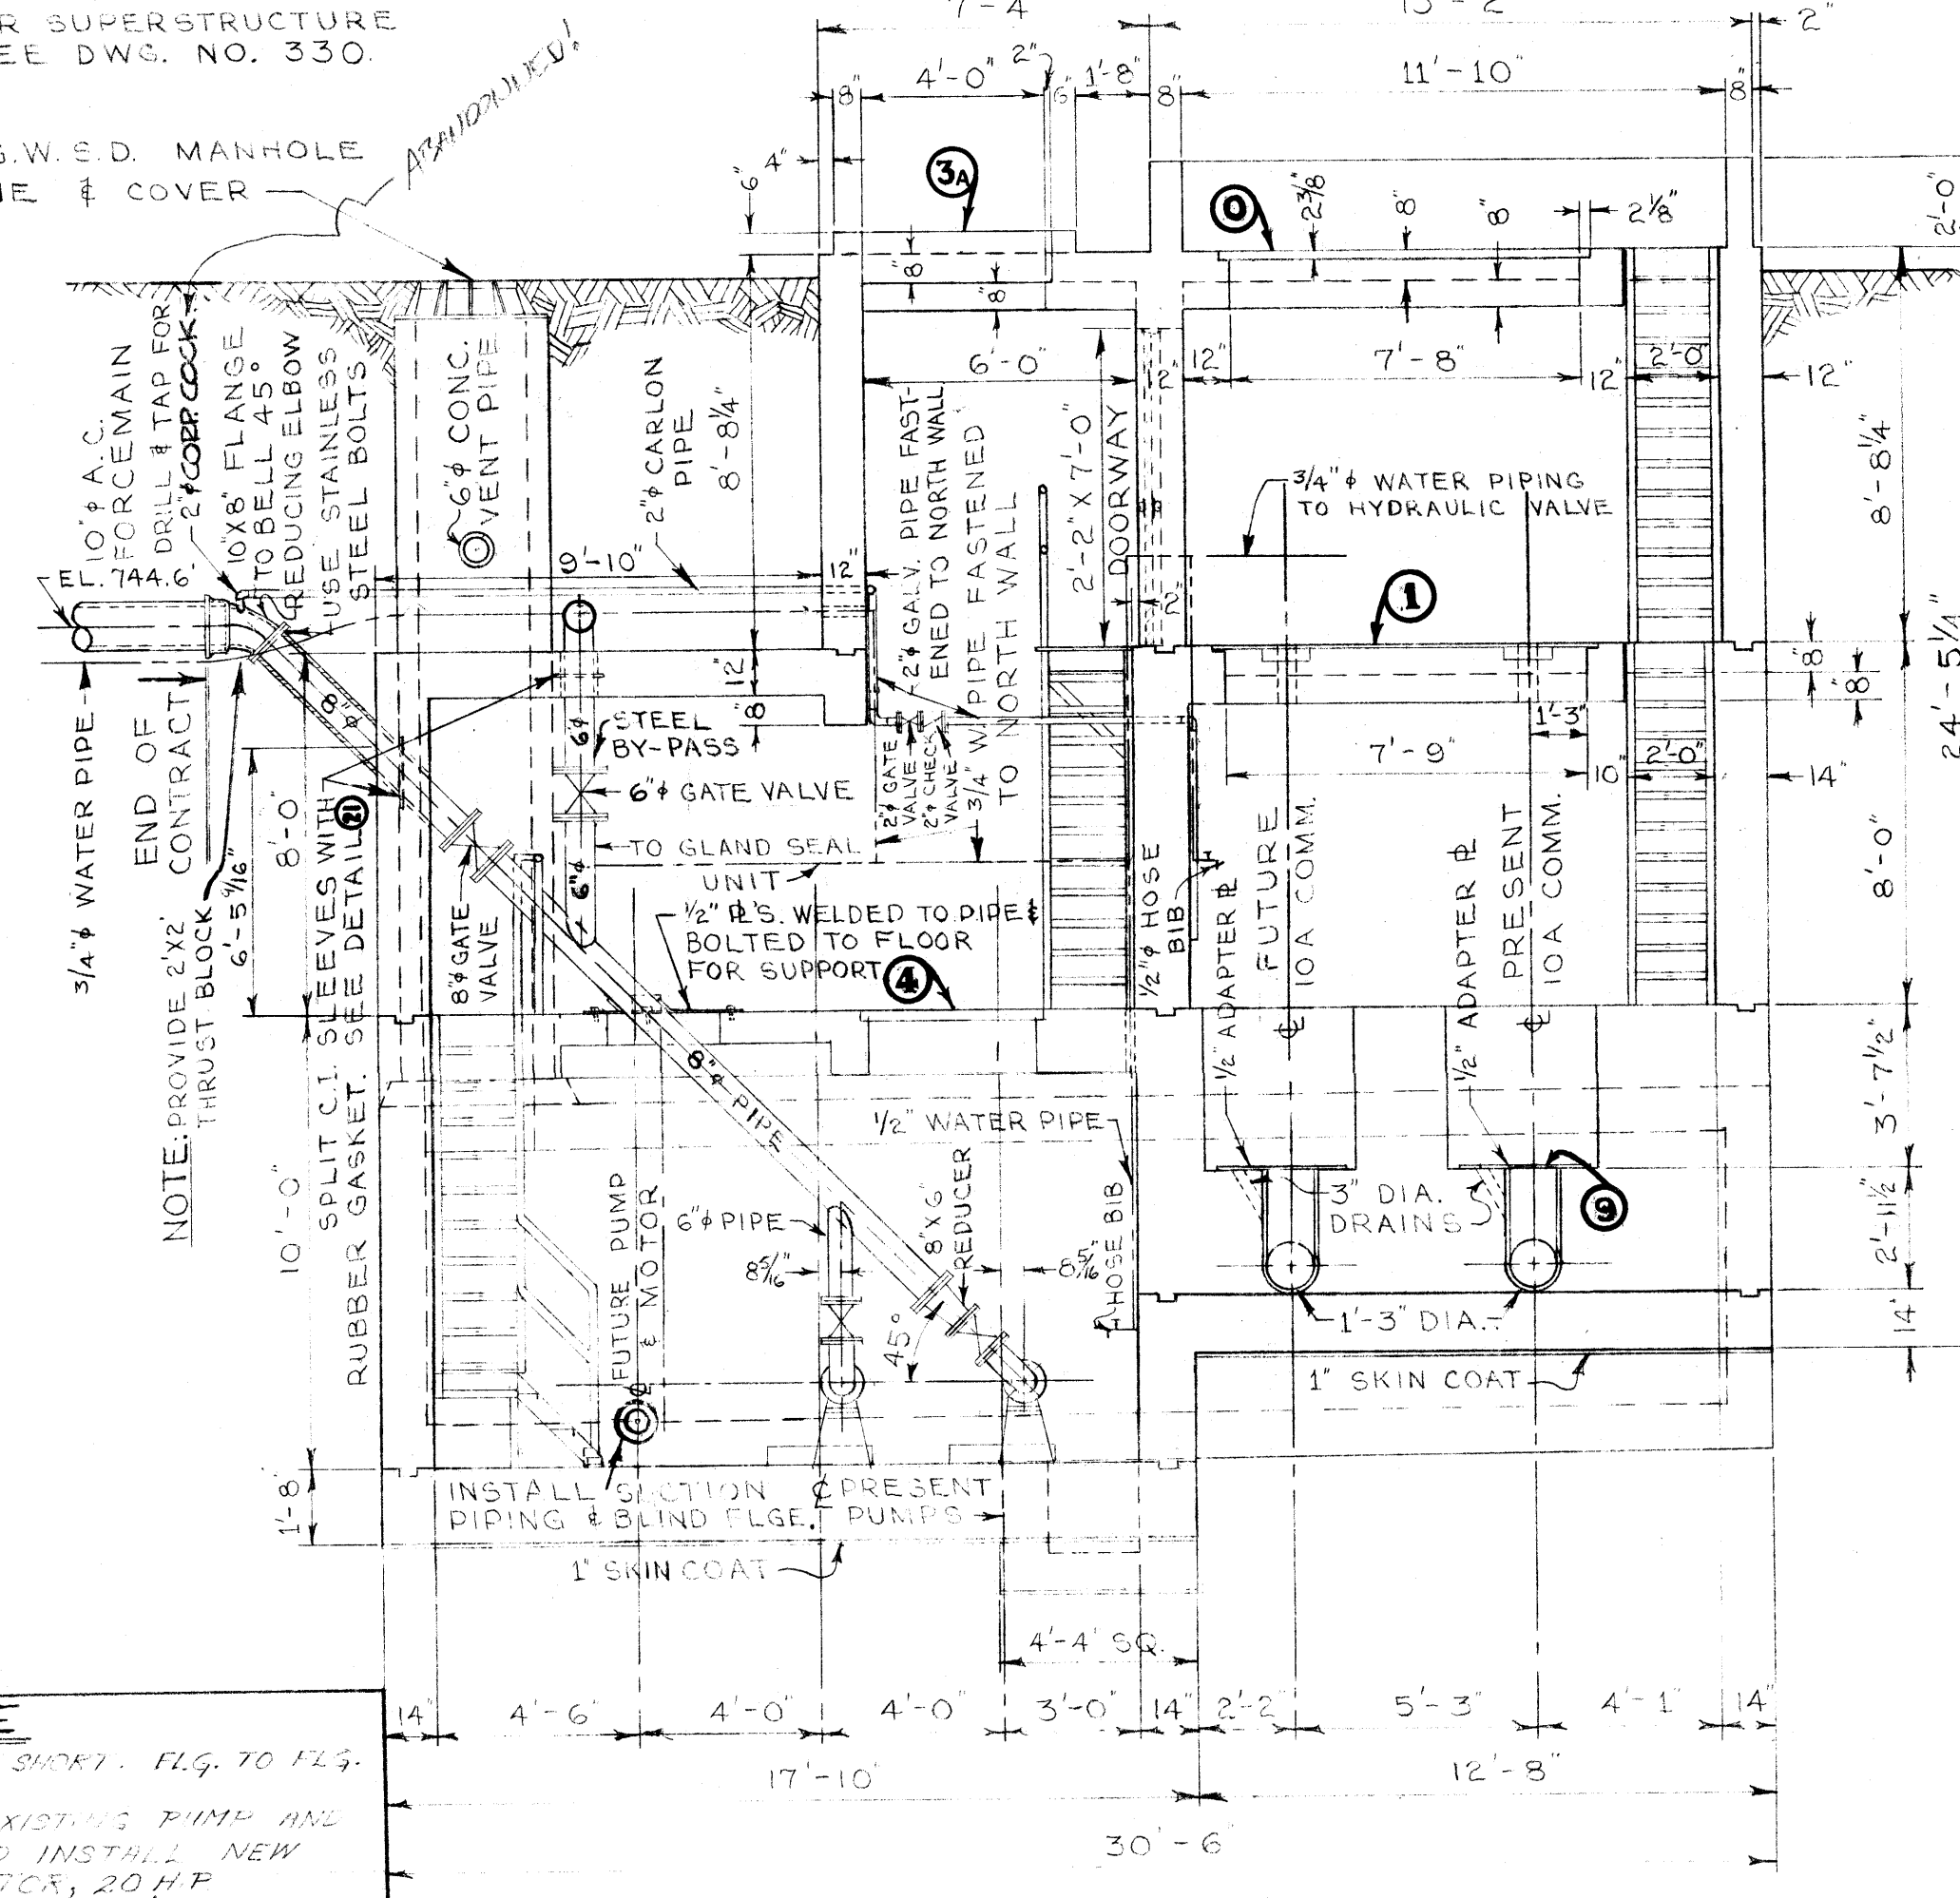 R SUPERSTRUCTURE
EE DWG. NO. 330.
ABANDONNED!
G.W.S.D. MANHOLE
ME & COVER
7'-4"
13'-2"
2"
8"
4'-0"
2"
6"
1'-8"
8"
11'-10"
8"
4"
6"
3A
0
2 3/8"
8"
8"
2 1/8"
2'-0"
8"
8"
10"φ A.C.
FORCEMAIN
DRILL & TAP FOR
2"φ CORP. COCK
10"X8" FLANGE
TO BELL 45°
REDUCING ELBOW
USE STAINLESS
STEEL BOLTS
6"φ CONC.
VENT PIPE
2"φ CARLON
PIPE
8'-8 1/4"
2"φ GALV. PIPE FAST-
ENED TO NORTH WALL
3/4" W. PIPE FASTENED
TO NORTH WALL
6'-0"
12"
12"
2'-2" X 7'-0"
DOORWAY
7'-8"
12"
2'-0"
12"
8'-8 1/4"
3/4"φ WATER PIPING
TO HYDRAULIC VALVE
EL. 744.6'
9'-10"
12"
2"
1
8"
8"
24'-5 1/4"
3/4"φ WATER PIPE
END OF
CONTRACT
NOTE: PROVIDE 2'X2'
THRUST BLOCK
6'-5 9/16"
8'-0"
SPLIT C.I. SLEEVES WITH
RUBBER GASKET. SEE DETAIL
21
8"φ
6"φ
STEEL
BY-PASS
12"
8"
6"φ GATE VALVE
2"φ GATE
VALVE
2"φ CHECK
VALVE
TO GLAND SEAL
UNIT
6"φ
8"φ GATE
VALVE
1/2" PL'S. WELDED TO PIPE &
BOLTED TO FLOOR
FOR SUPPORT
4
1/2"φ HOSE
BIB
1/2" ADAPTER PL
FUTURE
10A COMM.
1/2" ADAPTER PL
PRESENT
10A COMM.
1'-3"
7'-9"
10"
2'-0"
14"
8'-0"
8"φ PIPE
1/2" WATER PIPE
10'-0"
3'-7 1/2"
FUTURE PUMP
& MOTOR
6"φ PIPE
8 5/16"
8"X6"
REDUCER
8 5/16"
HOSE BIB
45°
3" DIA.
DRAINS
9
2'-11 1/2"
1'-3" DIA.
14"
1" SKIN COAT
1'-8"
INSTALL SECTION
PIPING & BLIND FLGE.
℄ PRESENT
PUMPS
1" SKIN COAT
4'-4" SQ.
14"
4'-6"
4'-0"
4'-0"
3'-0"
14"
2'-2"
5'-3"
4'-1"
14"
17'-10"
12'-8"
30'-6"
SHORT. FLG. TO FLG.
XISTING PUMP AND
INSTALL NEW
TOR, 20 H.P.